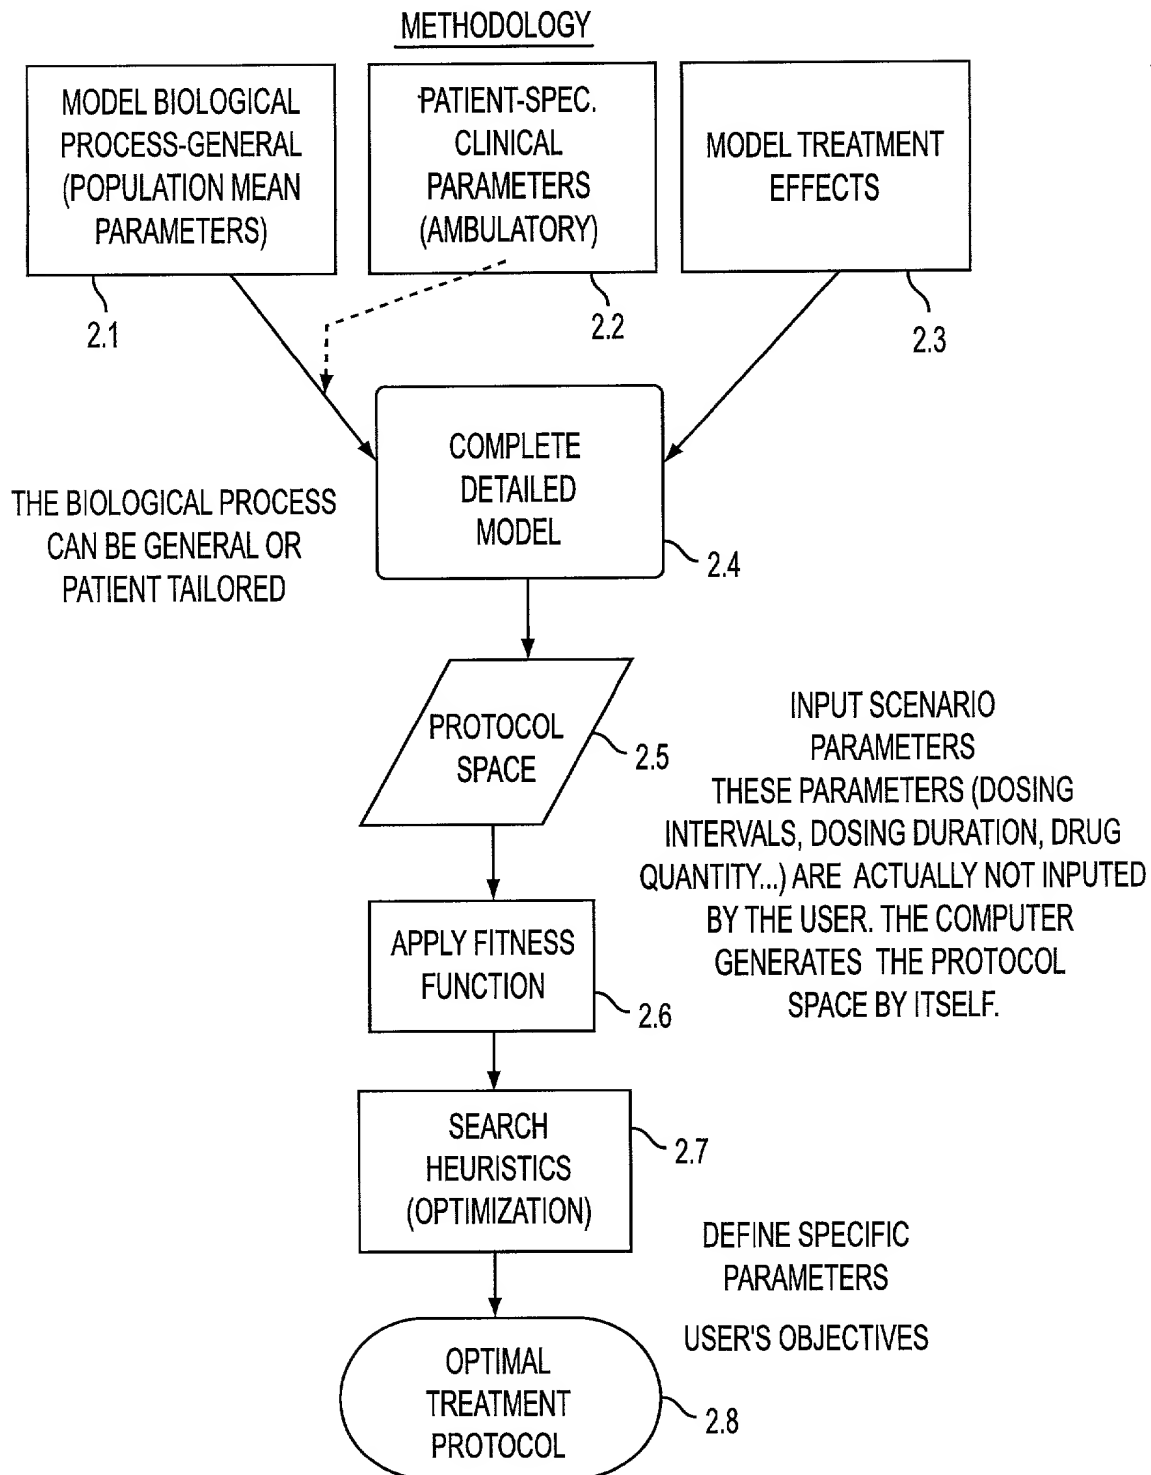 METHODOLOGY
MODEL BIOLOGICAL
PROCESS-GENERAL
(POPULATION MEAN
PARAMETERS)
2.1
PATIENT-SPEC.
CLINICAL
PARAMETERS
(AMBULATORY)
2.2
MODEL TREATMENT
EFFECTS
2.3
COMPLETE
DETAILED
MODEL
2.4
THE BIOLOGICAL PROCESS
CAN BE GENERAL OR
PATIENT TAILORED
PROTOCOL
SPACE
2.5
INPUT SCENARIO
PARAMETERS
THESE PARAMETERS (DOSING
INTERVALS, DOSING DURATION, DRUG
QUANTITY...) ARE ACTUALLY NOT INPUTED
BY THE USER. THE COMPUTER
GENERATES THE PROTOCOL
SPACE BY ITSELF.
APPLY FITNESS
FUNCTION
2.6
SEARCH
HEURISTICS
(OPTIMIZATION)
2.7
DEFINE SPECIFIC
PARAMETERS
USER'S OBJECTIVES
OPTIMAL
TREATMENT
PROTOCOL
2.8